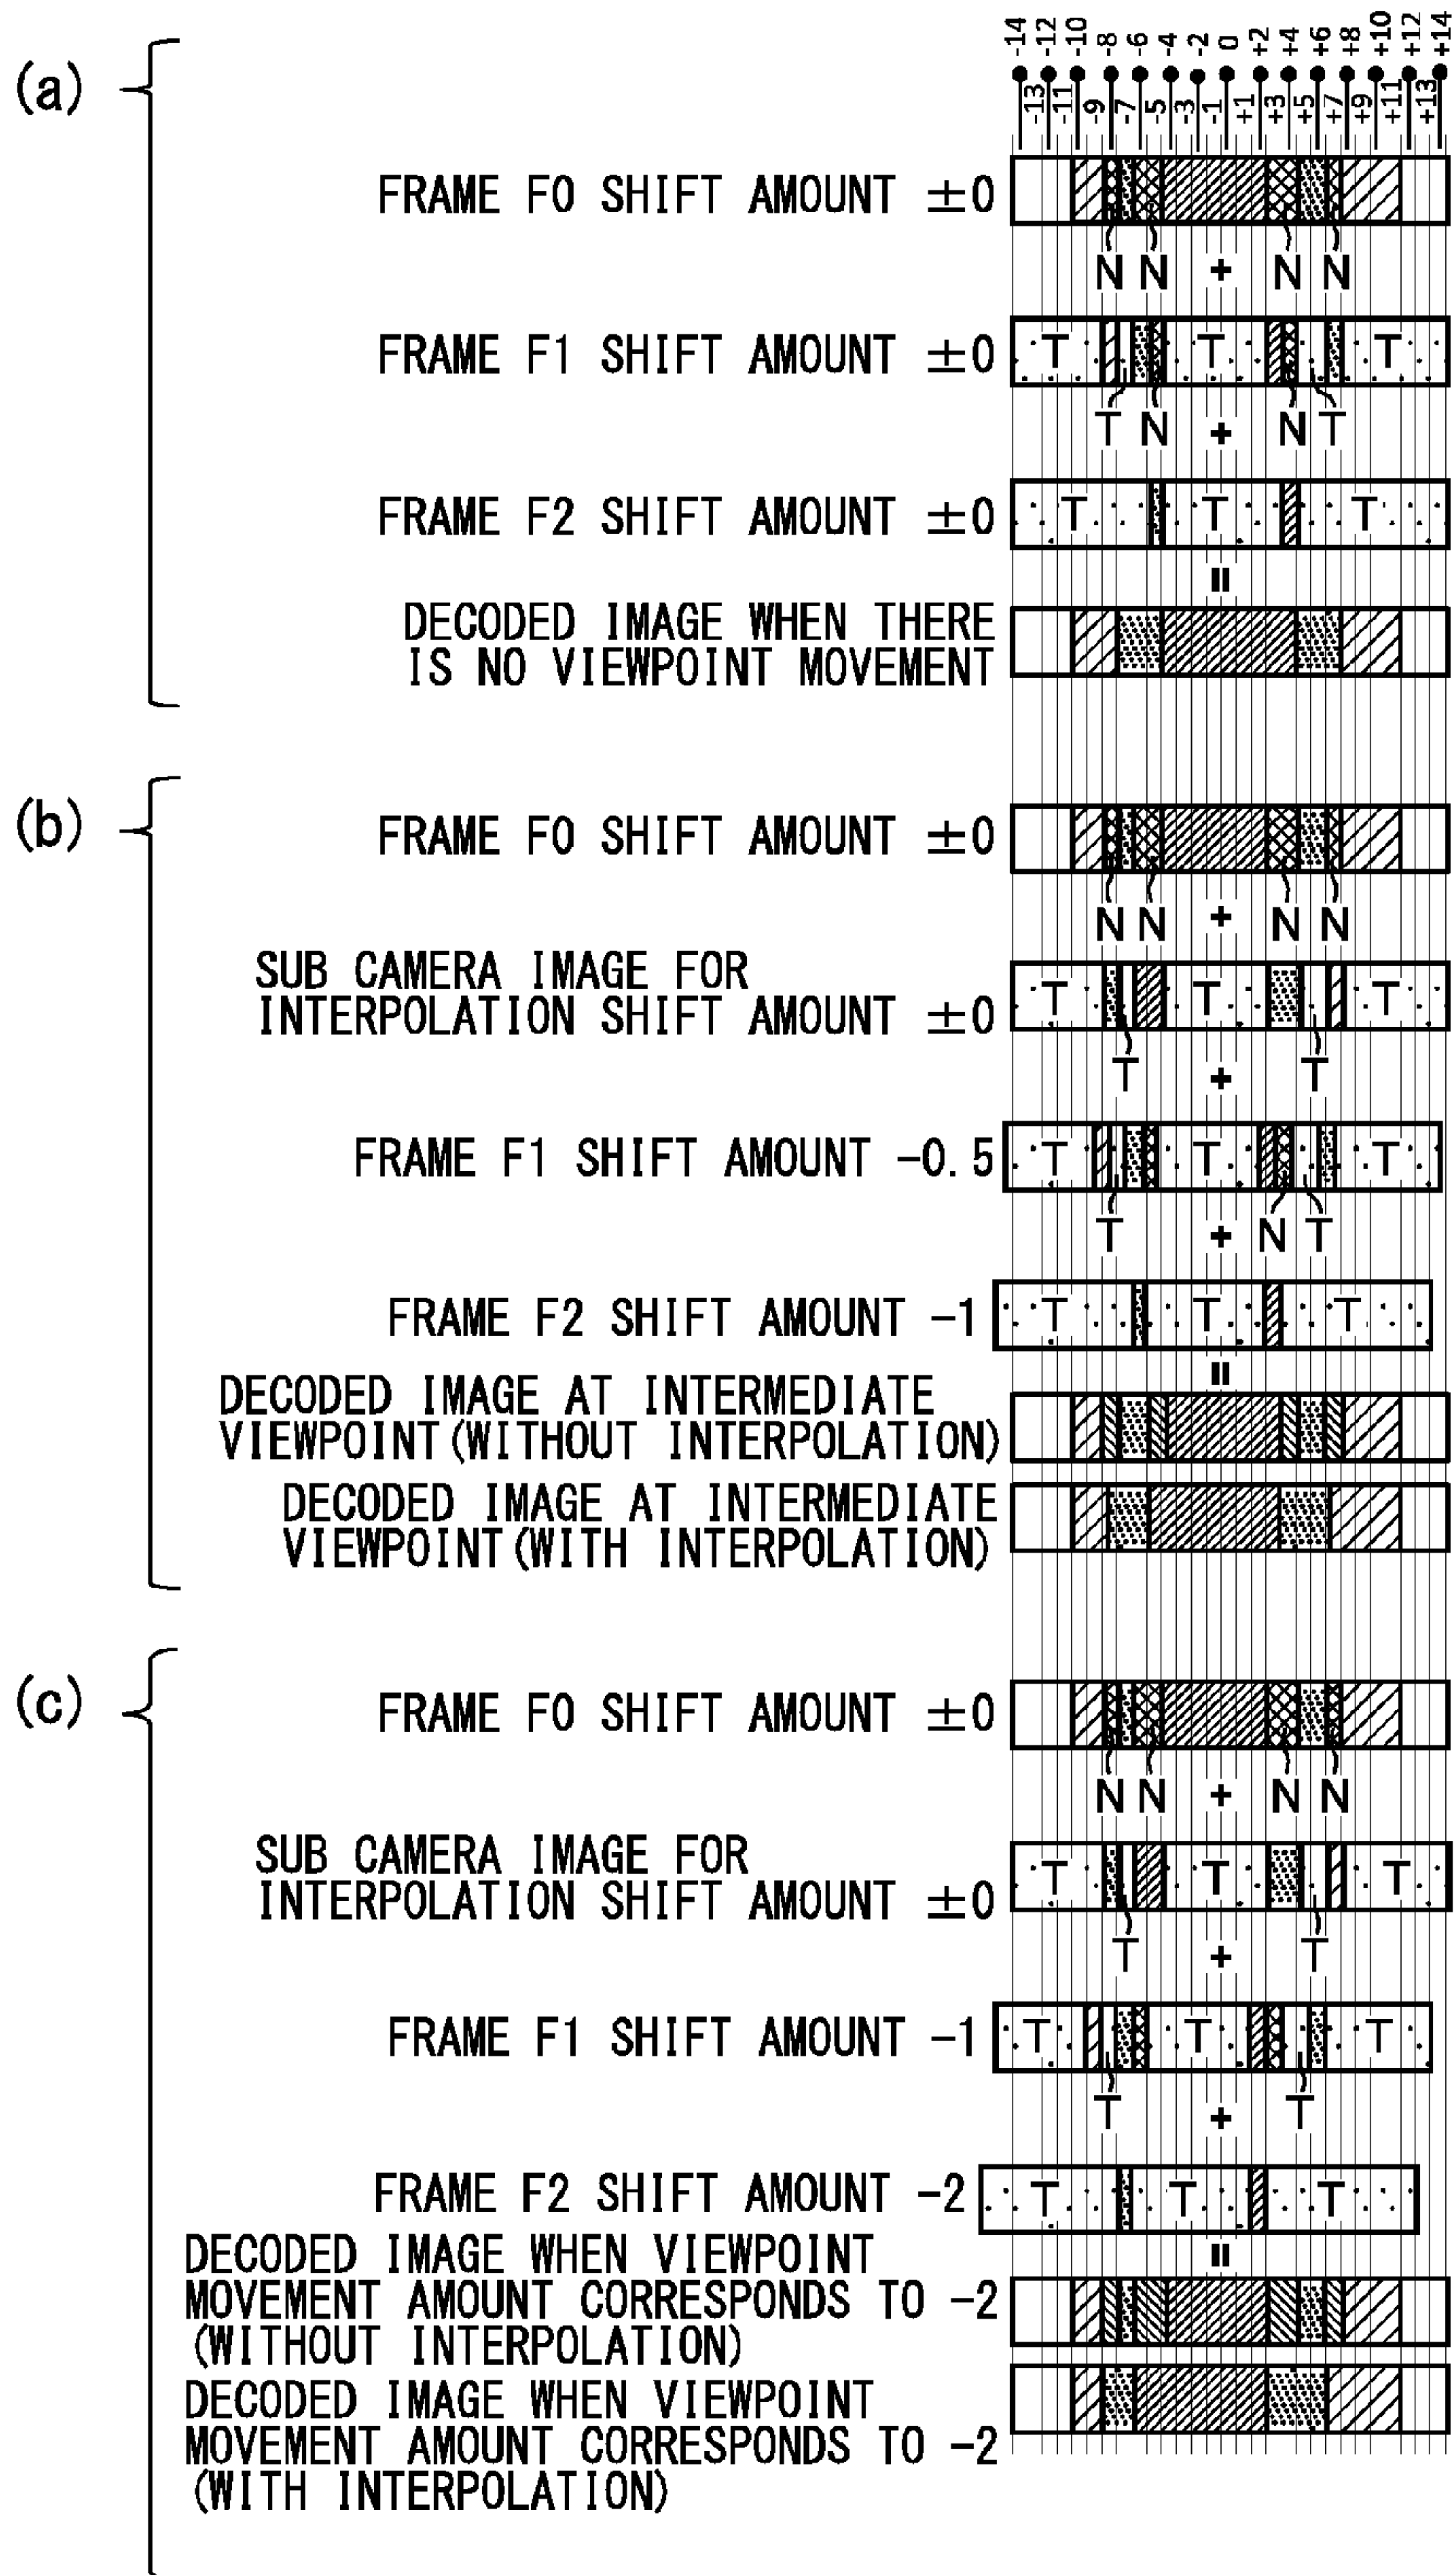 (a)
-14 -12 -10 -8 -6 -4 -2 0 +2 +4 +6 +8 +10 +12 +14
-13 -11 -9 -7 -5 -3 -1 +1 +3 +5 +7 +9 +11 +13
FRAME F0 SHIFT AMOUNT ±0
N N + N N
FRAME F1 SHIFT AMOUNT ±0
T T T
T N + N T
FRAME F2 SHIFT AMOUNT ±0
T T T
=
DECODED IMAGE WHEN THERE
IS NO VIEWPOINT MOVEMENT
(b)
FRAME F0 SHIFT AMOUNT ±0
N N + N N
SUB CAMERA IMAGE FOR
INTERPOLATION SHIFT AMOUNT ±0
T T T
T + T
FRAME F1 SHIFT AMOUNT -0.5
T T T
T + N T
FRAME F2 SHIFT AMOUNT -1
T T T
=
DECODED IMAGE AT INTERMEDIATE
VIEWPOINT(WITHOUT INTERPOLATION)
DECODED IMAGE AT INTERMEDIATE
VIEWPOINT(WITH INTERPOLATION)
(c)
FRAME F0 SHIFT AMOUNT ±0
N N + N N
SUB CAMERA IMAGE FOR
INTERPOLATION SHIFT AMOUNT ±0
T T T
T + T
FRAME F1 SHIFT AMOUNT -1
T T T
T + T
FRAME F2 SHIFT AMOUNT -2
T T T
=
DECODED IMAGE WHEN VIEWPOINT
MOVEMENT AMOUNT CORRESPONDS TO -2
(WITHOUT INTERPOLATION)
DECODED IMAGE WHEN VIEWPOINT
MOVEMENT AMOUNT CORRESPONDS TO -2
(WITH INTERPOLATION)